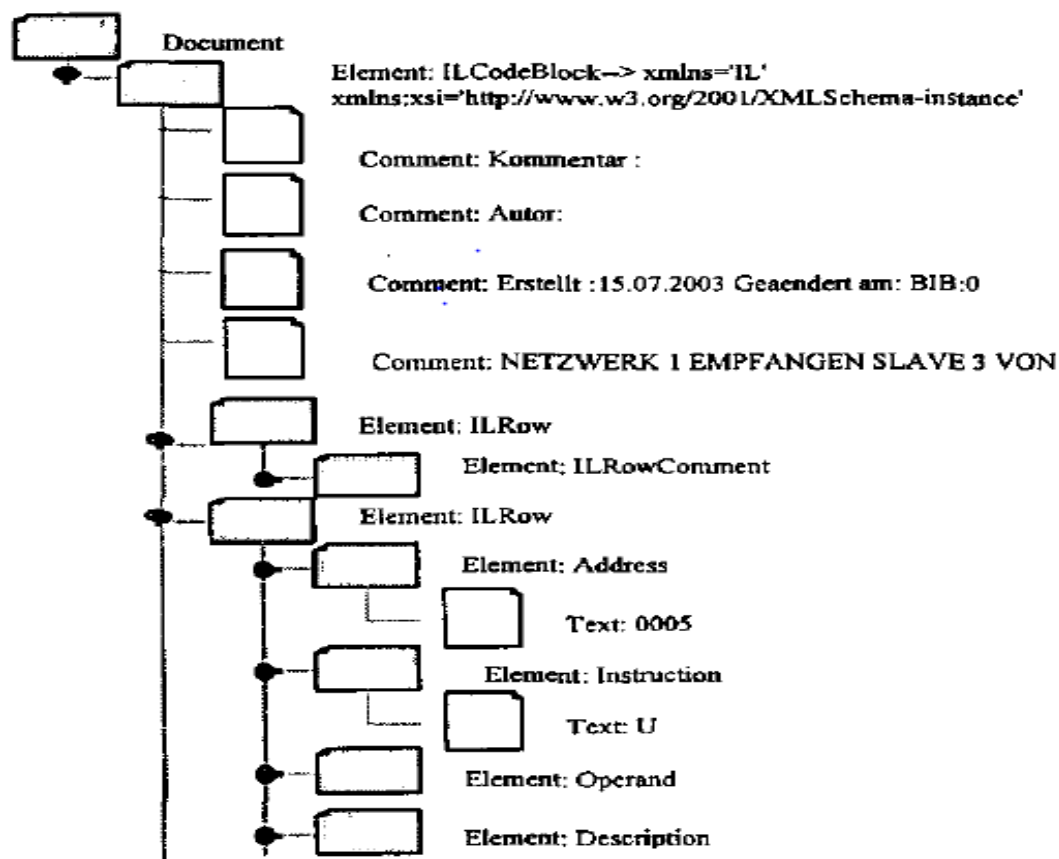 Document
Element: ILCodeBlock--> xmlns='IL'
xmlns:xsi='http://www.w3.org/2001/XMLSchema-instance'
Comment: Kommentar :
Comment: Autor:
Comment: Erstellt :15.07.2003 Geaendert am: BIB:0
Comment: NETZWERK 1 EMPFANGEN SLAVE 3 VON
Element: ILRow
Element: ILRowComment
Element: ILRow
Element: Address
Text: 0005
Element: Instruction
Text: U
Element: Operand
Element: Description